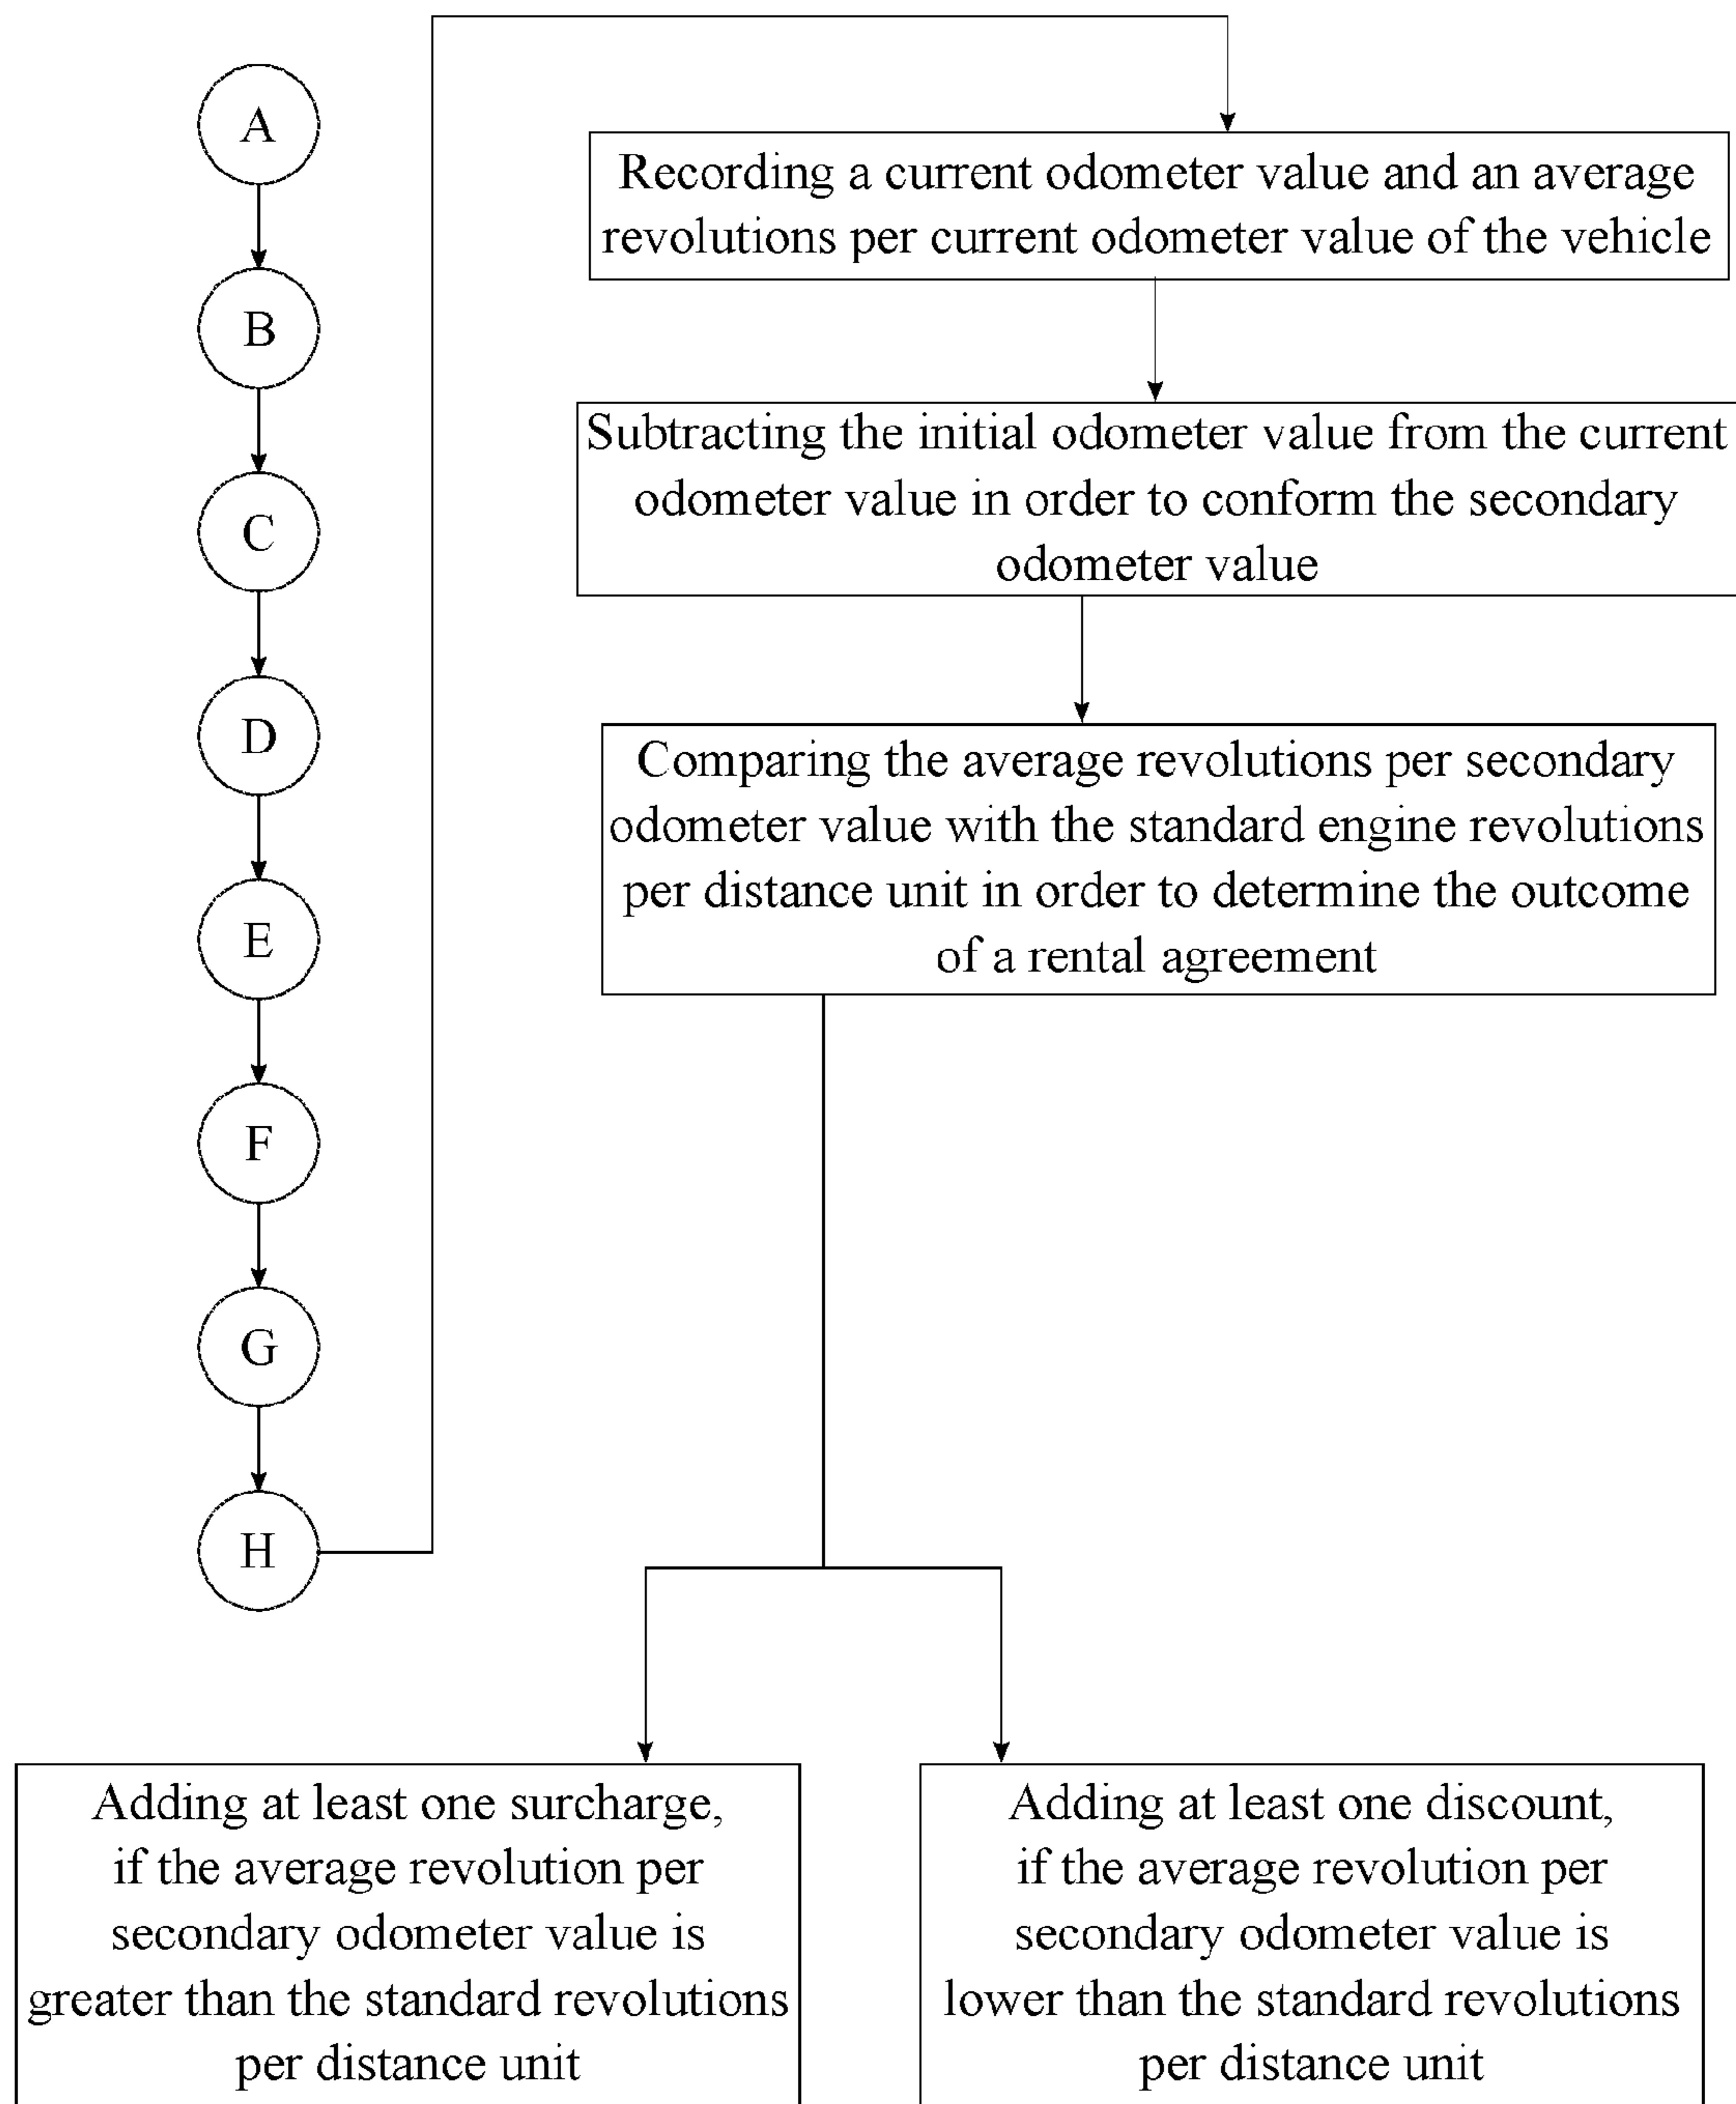 A
B
C
D
E
F
G
H
Recording a current odometer value and an average
revolutions per current odometer value of the vehicle
Subtracting the initial odometer value from the current
odometer value in order to conform the secondary
odometer value
Comparing the average revolutions per secondary
odometer value with the standard engine revolutions
per distance unit in order to determine the outcome
of a rental agreement
Adding at least one surcharge,
if the average revolution per
secondary odometer value is
greater than the standard revolutions
per distance unit
Adding at least one discount,
if the average revolution per
secondary odometer value is
lower than the standard revolutions
per distance unit